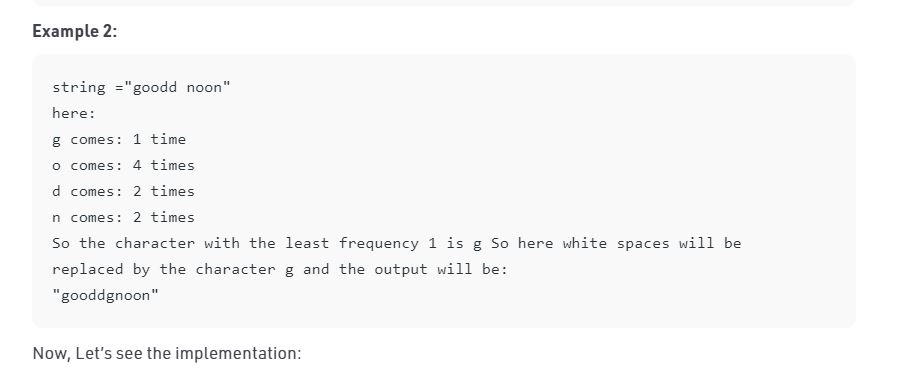 Example 2:
string ="goodd noon"
here:
g comes: 1 time
o comes: 4 times
d comes: 2 times
n comes: 2 times
So the character with the least frequency 1 is g So here white spaces will be
replaced by the character g and the output will be:
"gooddgnoon"
Now, Let's see the implementation: